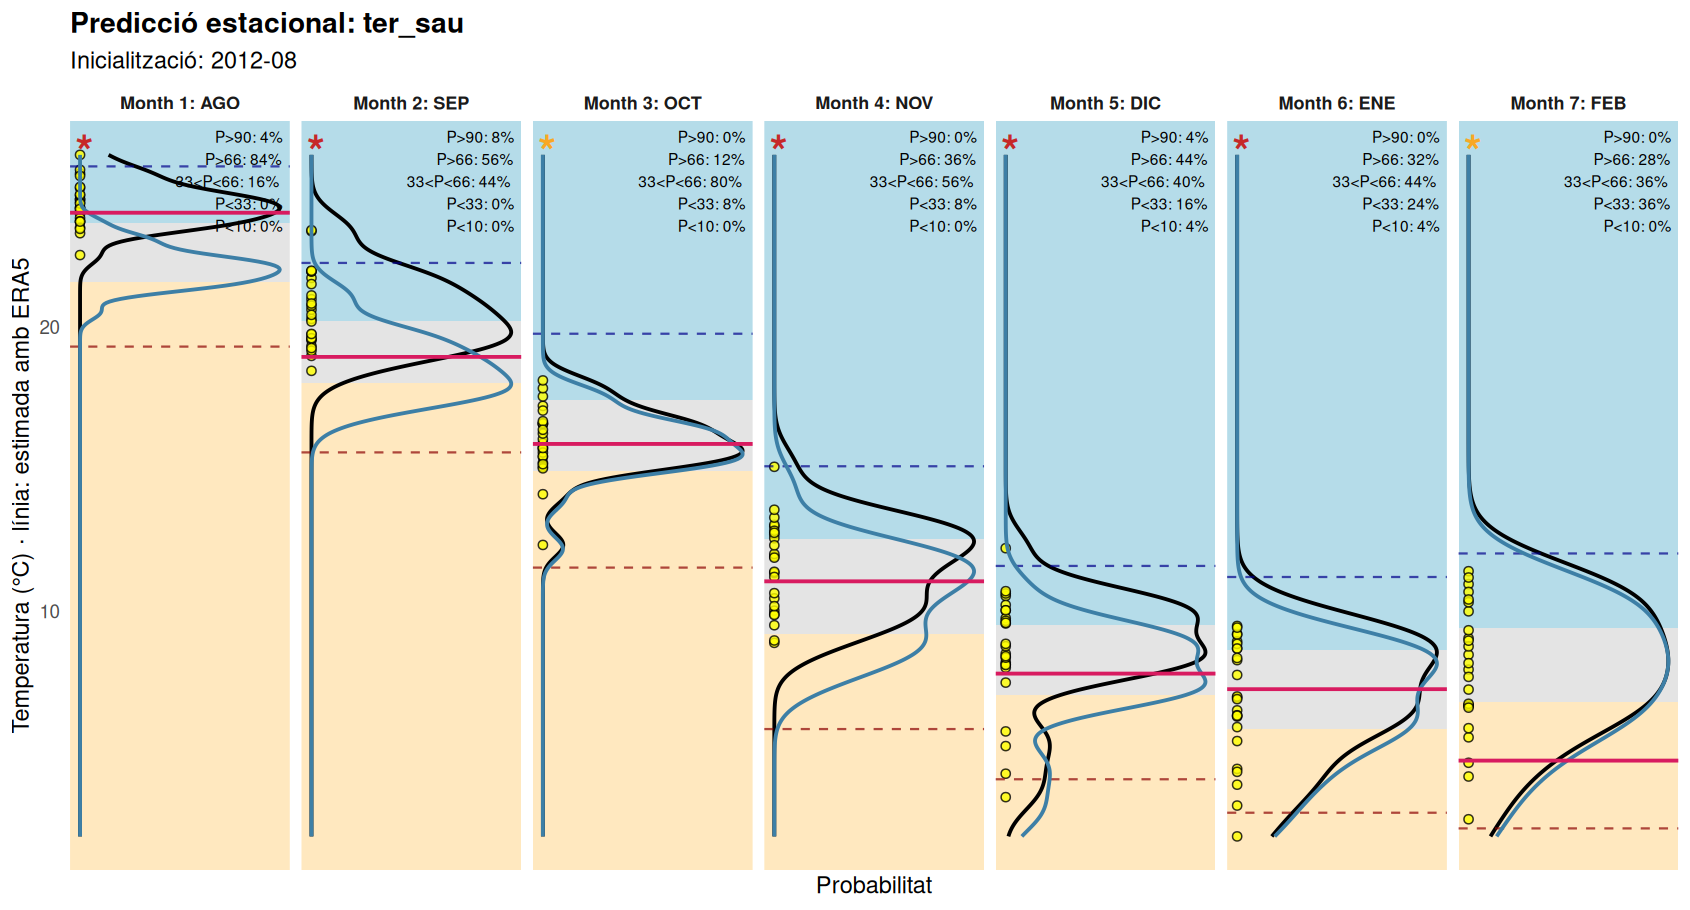 Predicció estacional: ter_sau
Inicialització: 2012-08
Month 1: AGO
Month 2: SEP
Month 3: OCT
Month 4: NOV
Month 5: DIC
Month 6: ENE
Month 7: FEB
*
P>90: 4%
P>66: 84%
33<P<66: 16%
P<33: 0%
P<10: 0%
*
P>90: 8%
P>66: 56%
33<P<66: 44%
P<33: 0%
P<10: 0%
*
P>90: 0%
P>66: 12%
33<P<66: 80%
P<33: 8%
P<10: 0%
*
P>90: 0%
P>66: 36%
33<P<66: 56%
P<33: 8%
P<10: 0%
*
P>90: 4%
P>66: 44%
33<P<66: 40%
P<33: 16%
P<10: 4%
*
P>90: 0%
P>66: 32%
33<P<66: 44%
P<33: 24%
P<10: 4%
*
P>90: 0%
P>66: 28%
33<P<66: 36%
P<33: 36%
P<10: 0%
Temperatura (°C) · línia: estimada amb ERA5
20
10
Probabilitat